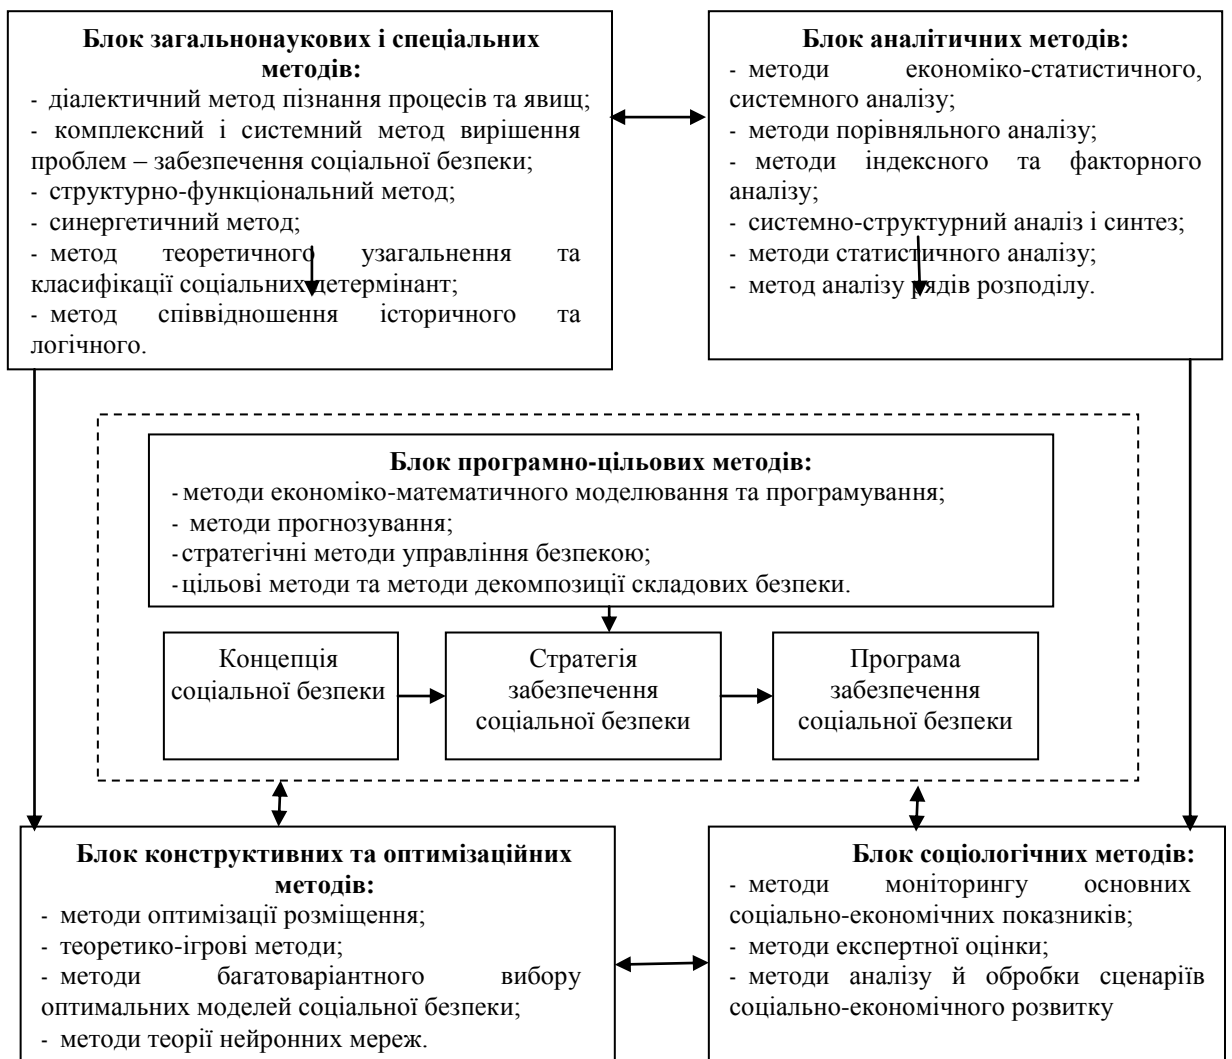 Блок загальнонаукових і спеціальних
методів:
- діалектичний метод пізнання процесів та явищ;
- комплексний і системний метод вирішення
проблем – забезпечення соціальної безпеки;
- структурно-функціональний метод;
- синергетичний метод;
- метод теоретичного узагальнення та
класифікації соціальних детермінант;
- метод співвідношення історичного та
логічного.
Блок аналітичних методів:
- методи економіко-статистичного,
системного аналізу;
- методи порівняльного аналізу;
- методи індексного та факторного
аналізу;
- системно-структурний аналіз і синтез;
- методи статистичного аналізу;
- метод аналізу рядів розподілу.
Блок програмно-цільових методів:
- методи економіко-математичного моделювання та програмування;
- методи прогнозування;
- стратегічні методи управління безпекою;
- цільові методи та методи декомпозиції складових безпеки.
Концепція
соціальної безпеки
Стратегія
забезпечення
соціальної безпеки
Програма
забезпечення
соціальної безпеки
Блок конструктивних та оптимізаційних
методів:
- методи оптимізації розміщення;
- теоретико-ігрові методи;
- методи багатоваріантного вибору
оптимальних моделей соціальної безпеки;
- методи теорії нейронних мереж.
Блок соціологічних методів:
- методи моніторингу основних
соціально-економічних показників;
- методи експертної оцінки;
- методи аналізу й обробки сценаріїв
соціально-економічного розвитку